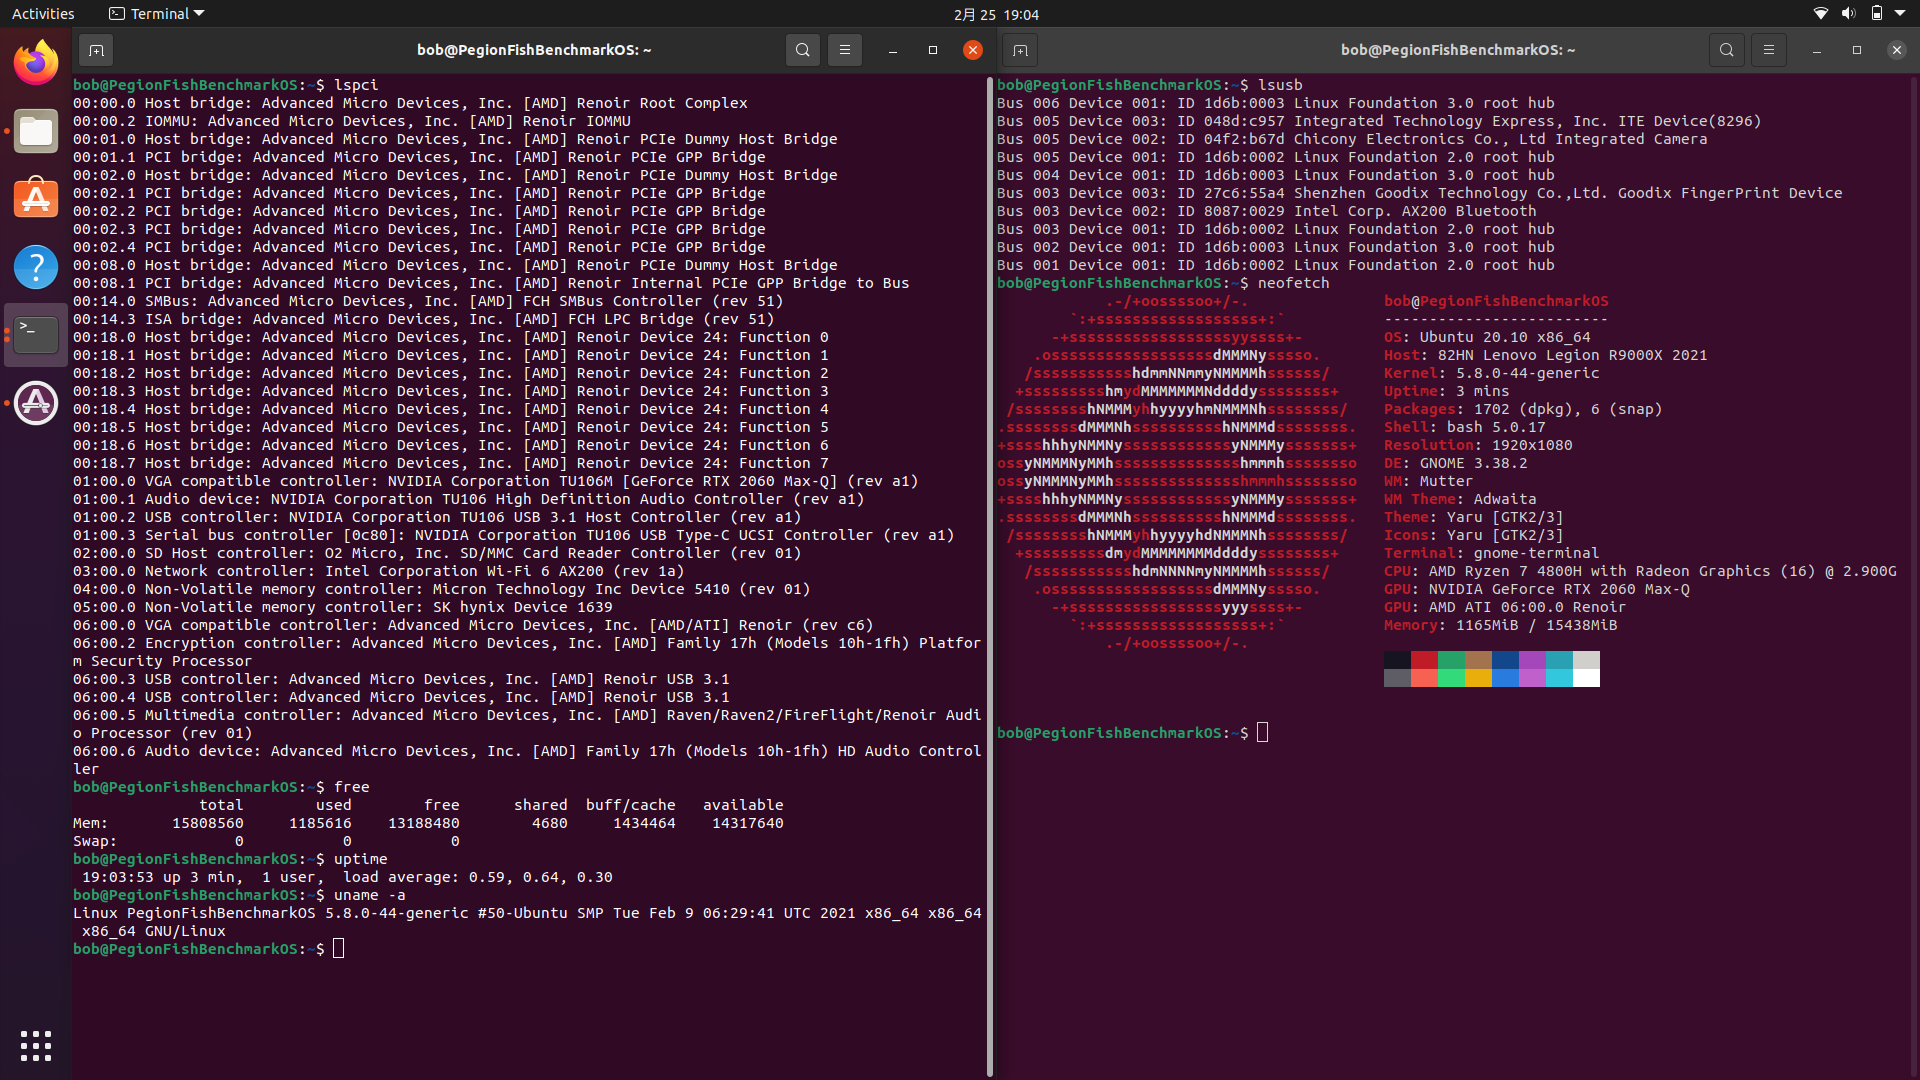 Activities
Terminal
2月 25 19:04
bob@PegionFishBenchmarkOS: ~
bob@PegionFishBenchmarkOS:~$ lspci
00:00.0 Host bridge: Advanced Micro Devices, Inc. [AMD] Renoir Root Complex
00:00.2 IOMMU: Advanced Micro Devices, Inc. [AMD] Renoir IOMMU
00:01.0 Host bridge: Advanced Micro Devices, Inc. [AMD] Renoir PCIe Dummy Host Bridge
00:01.1 PCI bridge: Advanced Micro Devices, Inc. [AMD] Renoir PCIe GPP Bridge
00:02.0 Host bridge: Advanced Micro Devices, Inc. [AMD] Renoir PCIe Dummy Host Bridge
00:02.1 PCI bridge: Advanced Micro Devices, Inc. [AMD] Renoir PCIe GPP Bridge
00:02.2 PCI bridge: Advanced Micro Devices, Inc. [AMD] Renoir PCIe GPP Bridge
00:02.3 PCI bridge: Advanced Micro Devices, Inc. [AMD] Renoir PCIe GPP Bridge
00:02.4 PCI bridge: Advanced Micro Devices, Inc. [AMD] Renoir PCIe GPP Bridge
00:08.0 Host bridge: Advanced Micro Devices, Inc. [AMD] Renoir PCIe Dummy Host Bridge
00:08.1 PCI bridge: Advanced Micro Devices, Inc. [AMD] Renoir Internal PCIe GPP Bridge to Bus
00:14.0 SMBus: Advanced Micro Devices, Inc. [AMD] FCH SMBus Controller (rev 51)
00:14.3 ISA bridge: Advanced Micro Devices, Inc. [AMD] FCH LPC Bridge (rev 51)
00:18.0 Host bridge: Advanced Micro Devices, Inc. [AMD] Renoir Device 24: Function 0
00:18.1 Host bridge: Advanced Micro Devices, Inc. [AMD] Renoir Device 24: Function 1
00:18.2 Host bridge: Advanced Micro Devices, Inc. [AMD] Renoir Device 24: Function 2
00:18.3 Host bridge: Advanced Micro Devices, Inc. [AMD] Renoir Device 24: Function 3
00:18.4 Host bridge: Advanced Micro Devices, Inc. [AMD] Renoir Device 24: Function 4
00:18.5 Host bridge: Advanced Micro Devices, Inc. [AMD] Renoir Device 24: Function 5
00:18.6 Host bridge: Advanced Micro Devices, Inc. [AMD] Renoir Device 24: Function 6
00:18.7 Host bridge: Advanced Micro Devices, Inc. [AMD] Renoir Device 24: Function 7
01:00.0 VGA compatible controller: NVIDIA Corporation TU106M [GeForce RTX 2060 Max-Q] (rev a1)
01:00.1 Audio device: NVIDIA Corporation TU106 High Definition Audio Controller (rev a1)
01:00.2 USB controller: NVIDIA Corporation TU106 USB 3.1 Host Controller (rev a1)
01:00.3 Serial bus controller [0c80]: NVIDIA Corporation TU106 USB Type-C UCSI Controller (rev a1)
02:00.0 SD Host controller: O2 Micro, Inc. SD/MMC Card Reader Controller (rev 01)
03:00.0 Network controller: Intel Corporation Wi-Fi 6 AX200 (rev 1a)
04:00.0 Non-Volatile memory controller: Micron Technology Inc Device 5410 (rev 01)
05:00.0 Non-Volatile memory controller: SK hynix Device 1639
06:00.0 VGA compatible controller: Advanced Micro Devices, Inc. [AMD/ATI] Renoir (rev c6)
06:00.2 Encryption controller: Advanced Micro Devices, Inc. [AMD] Family 17h (Models 10h-1fh) Platfor
m Security Processor
06:00.3 USB controller: Advanced Micro Devices, Inc. [AMD] Renoir USB 3.1
06:00.4 USB controller: Advanced Micro Devices, Inc. [AMD] Renoir USB 3.1
06:00.5 Multimedia controller: Advanced Micro Devices, Inc. [AMD] Raven/Raven2/FireFlight/Renoir Audi
o Processor (rev 01)
06:00.6 Audio device: Advanced Micro Devices, Inc. [AMD] Family 17h (Models 10h-1fh) HD Audio Control
ler
bob@PegionFishBenchmarkOS:~$ free
              total        used        free      shared  buff/cache   available
Mem:       15808560     1185616    13188480        4680     1434464    14317640
Swap:             0           0           0
bob@PegionFishBenchmarkOS:~$ uptime
 19:03:53 up 3 min,  1 user,  load average: 0.59, 0.64, 0.30
bob@PegionFishBenchmarkOS:~$ uname -a
Linux PegionFishBenchmarkOS 5.8.0-44-generic #50-Ubuntu SMP Tue Feb 9 06:29:41 UTC 2021 x86_64 x86_64
 x86_64 GNU/Linux
bob@PegionFishBenchmarkOS:~$
bob@PegionFishBenchmarkOS: ~
bob@PegionFishBenchmarkOS:~$ lsusb
Bus 006 Device 001: ID 1d6b:0003 Linux Foundation 3.0 root hub
Bus 005 Device 003: ID 048d:c957 Integrated Technology Express, Inc. ITE Device(8296)
Bus 005 Device 002: ID 04f2:b67d Chicony Electronics Co., Ltd Integrated Camera
Bus 005 Device 001: ID 1d6b:0002 Linux Foundation 2.0 root hub
Bus 004 Device 001: ID 1d6b:0003 Linux Foundation 3.0 root hub
Bus 003 Device 003: ID 27c6:55a4 Shenzhen Goodix Technology Co.,Ltd. Goodix FingerPrint Device
Bus 003 Device 002: ID 8087:0029 Intel Corp. AX200 Bluetooth
Bus 003 Device 001: ID 1d6b:0002 Linux Foundation 2.0 root hub
Bus 002 Device 001: ID 1d6b:0003 Linux Foundation 3.0 root hub
Bus 001 Device 001: ID 1d6b:0002 Linux Foundation 2.0 root hub
bob@PegionFishBenchmarkOS:~$ neofetch
bob@PegionFishBenchmarkOS
-------------------------
OS: Ubuntu 20.10 x86_64
Host: 82HN Lenovo Legion R9000X 2021
Kernel: 5.8.0-44-generic
Uptime: 3 mins
Packages: 1702 (dpkg), 6 (snap)
Shell: bash 5.0.17
Resolution: 1920x1080
DE: GNOME 3.38.2
WM: Mutter
WM Theme: Adwaita
Theme: Yaru [GTK2/3]
Icons: Yaru [GTK2/3]
Terminal: gnome-terminal
CPU: AMD Ryzen 7 4800H with Radeon Graphics (16) @ 2.900G
GPU: NVIDIA GeForce RTX 2060 Max-Q
GPU: AMD ATI 06:00.0 Renoir
Memory: 1165MiB / 15438MiB
bob@PegionFishBenchmarkOS:~$